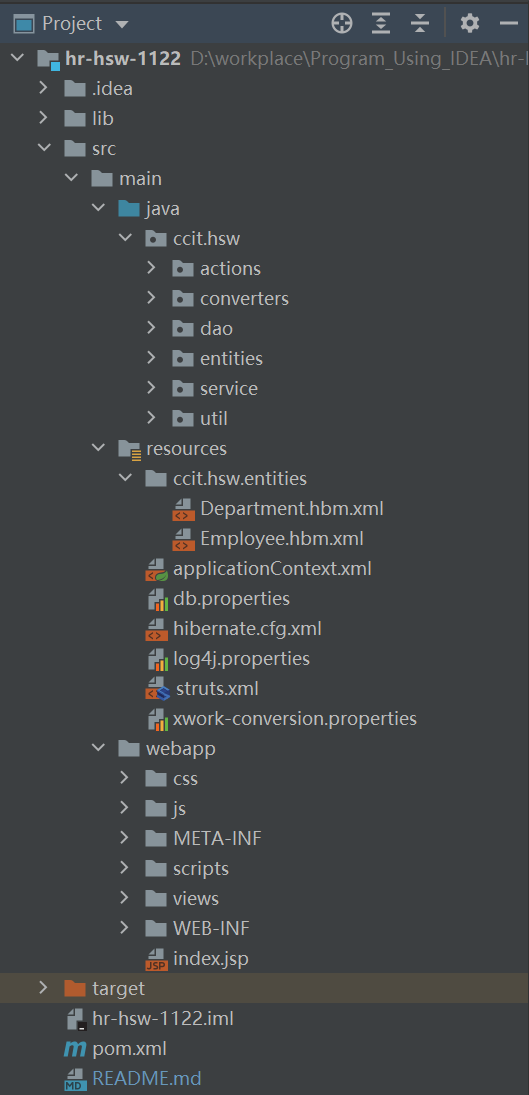 Project
hr-hsw-1122 D:\workplace\Program_Using_IDEA\hr-
.idea
lib
src
main
java
ccit.hsw
actions
converters
dao
entities
service
util
resources
ccit.hsw.entities
Department.hbm.xml
Employee.hbm.xml
applicationContext.xml
db.properties
hibernate.cfg.xml
log4j.properties
struts.xml
xwork-conversion.properties
webapp
css
js
META-INF
scripts
views
WEB-INF
JSP index.jsp
target
hr-hsw-1122.iml
m pom.xml
MD README.md